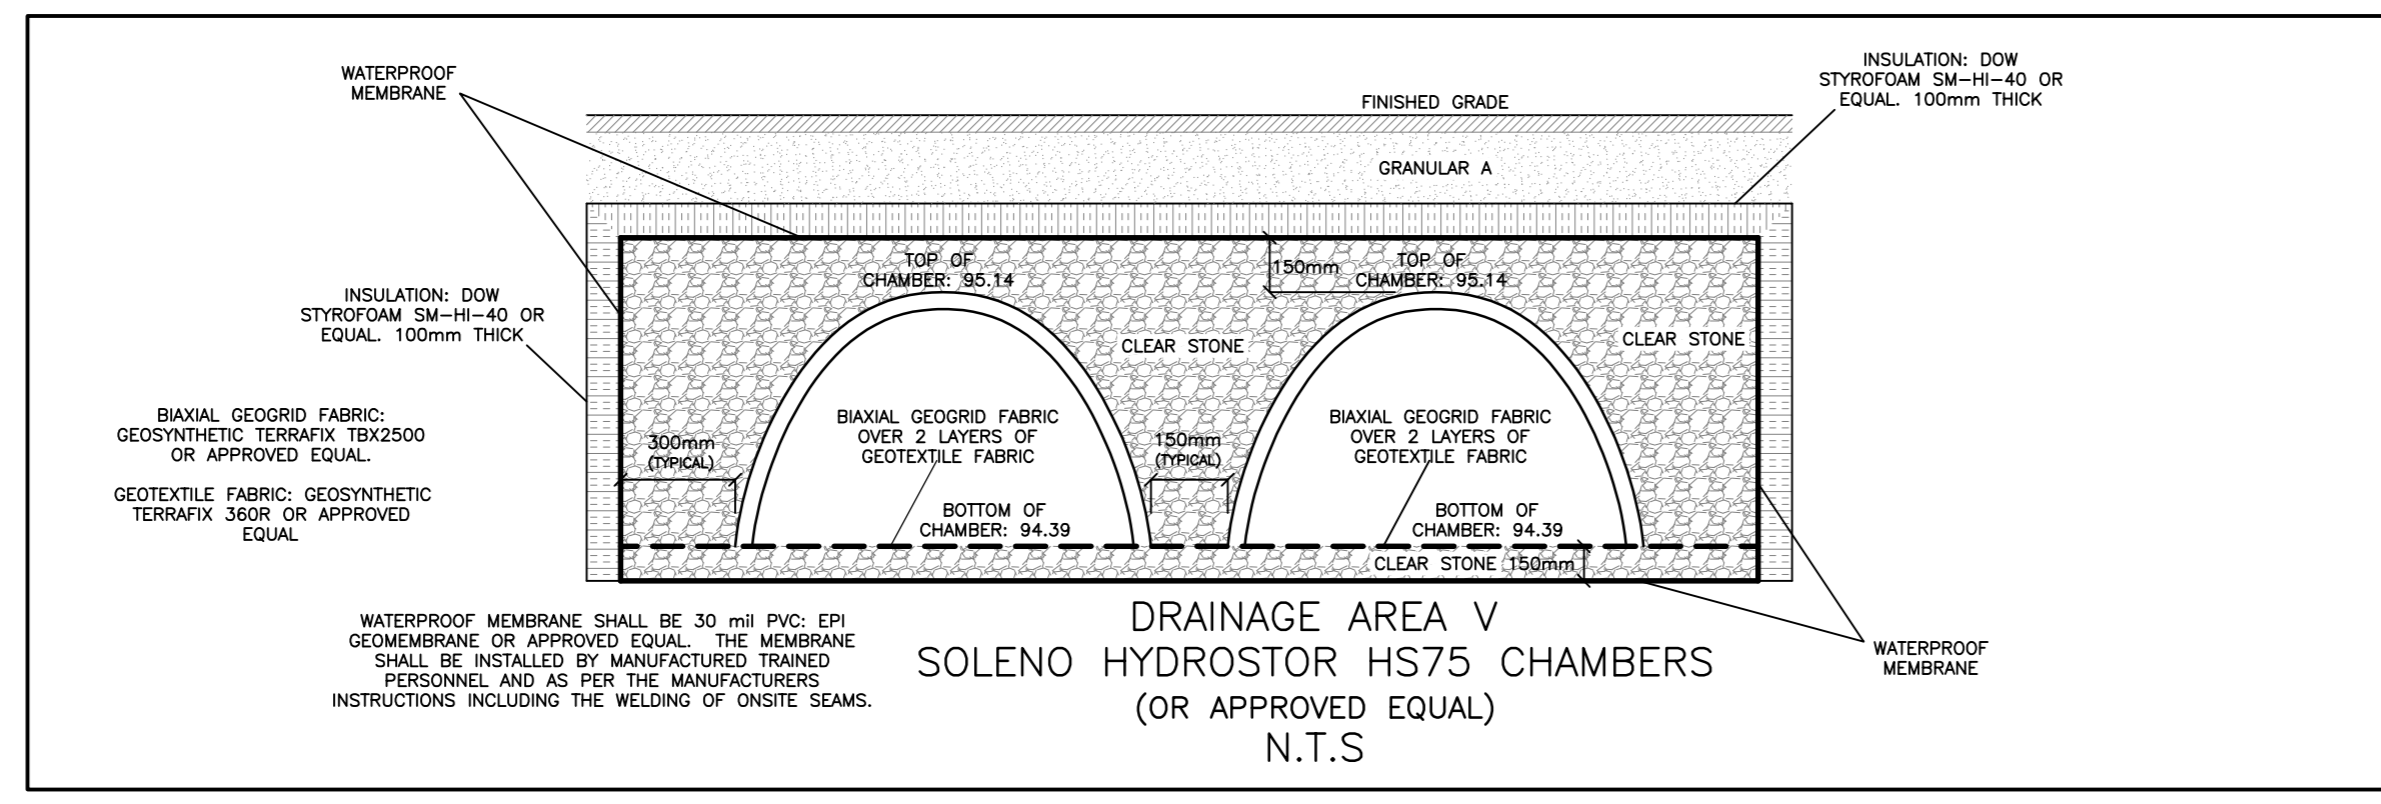 WATERPROOF
MEMBRANE
INSULATION: DOW
STYROFOAM SM-HI-40 OR
EQUAL. 100mm THICK
FINISHED GRADE
GRANULAR A
TOP OF
CHAMBER: 95.14
150mm
TOP OF
CHAMBER: 95.14
INSULATION: DOW
STYROFOAM SM-HI-40 OR
EQUAL. 100mm THICK
CLEAR STONE
CLEAR STONE
BIAXIAL GEOGRID FABRIC:
GEOSYNTHETIC TERRAFIX TBX2500
OR APPROVED EQUAL.
GEOTEXTILE FABRIC: GEOSYNTHETIC
TERRAFIX 360R OR APPROVED
EQUAL
300mm
(TYPICAL)
BIAXIAL GEOGRID FABRIC
OVER 2 LAYERS OF
GEOTEXTILE FABRIC
150mm
(TYPICAL)
BIAXIAL GEOGRID FABRIC
OVER 2 LAYERS OF
GEOTEXTILE FABRIC
BOTTOM OF
CHAMBER: 94.39
BOTTOM OF
CHAMBER: 94.39
CLEAR STONE 150mm
WATERPROOF MEMBRANE SHALL BE 30 mil PVC: EPI
GEOMEMBRANE OR APPROVED EQUAL. THE MEMBRANE
SHALL BE INSTALLED BY MANUFACTURED TRAINED
PERSONNEL AND AS PER THE MANUFACTURERS
INSTRUCTIONS INCLUDING THE WELDING OF ONSITE SEAMS.
DRAINAGE AREA V
SOLENO HYDROSTOR HS75 CHAMBERS
(OR APPROVED EQUAL)
N.T.S
WATERPROOF
MEMBRANE